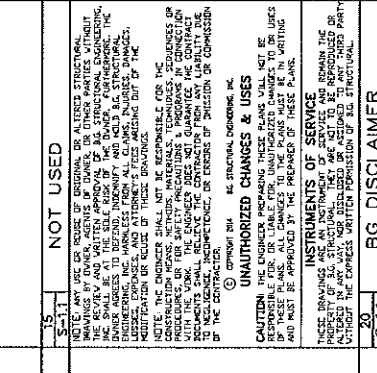 15
S-1.1
NOT USED
NOTE: ANY USE OR REUSE OF ORIGINAL OR ALTERED STRUCTURAL
DRAWINGS BY OWNER, AGENTS OF OWNER, OR OTHER PARTIES WITHOUT
THE REVIEW AND WRITTEN APPROVAL OF B.G. STRUCTURAL ENGINEERING,
INC. SHALL BE AT THE SOLE RISK OF THE OWNER. FURTHERMORE, THE
OWNER AGREES TO DEFEND, INDEMNIFY AND HOLD B.G. STRUCTURAL
ENGINEERING, INC. HARMLESS FROM ALL CLAIMS, INJURIES, DAMAGES,
LOSSES, EXPENSES, AND ATTORNEY'S FEES ARISING OUT OF THE
MODIFICATION OR REUSE OF THESE DRAWINGS.
NOTE: THE ENGINEER SHALL NOT BE RESPONSIBLE FOR THE
CONSTRUCTION MEANS, METHODS, TECHNIQUES, SEQUENCES OR
PROCEDURES, OR FOR SAFETY PRECAUTIONS OR PROGRAMS IN CONNECTION
WITH THE WORK. THE ENGINEER DOES NOT GUARANTEE THE CONTRACT
DOCUMENTS SHALL RELIEVE THE CONTRACTOR FROM ANY LIABILITY DUE
TO NEGLIGENCE, INCOMPETENCE, OR ERRORS OF OMISSION OR COMMISSION
OF THE CONTRACTOR.
© COPYRIGHT 2014 BG STRUCTURAL ENGINEERING, INC.
UNAUTHORIZED CHANGES & USES
CAUTION: THE ENGINEER PREPARING THESE PLANS WILL NOT BE
RESPONSIBLE FOR, OR LIABLE FOR, UNAUTHORIZED CHANGES TO OR USES
OF THESE PLANS. ALL CHANGES TO THE PLANS MUST BE IN WRITING
AND MUST BE APPROVED BY THE PREPARER OF THESE PLANS.
INSTRUMENTS OF SERVICE
THESE DRAWINGS ARE AN INSTRUMENT OF SERVICE AND REMAIN THE
PROPERTY OF B.G. STRUCTURAL. THEY ARE NOT TO BE REPRODUCED OR
ALTERED IN ANY WAY, NOR DISCLOSED OR ASSIGNED TO ANY THIRD PARTY
WITHOUT THE EXPRESS WRITTEN PERMISSION OF B.G. STRUCTURAL.
20
BG DISCLAIMER